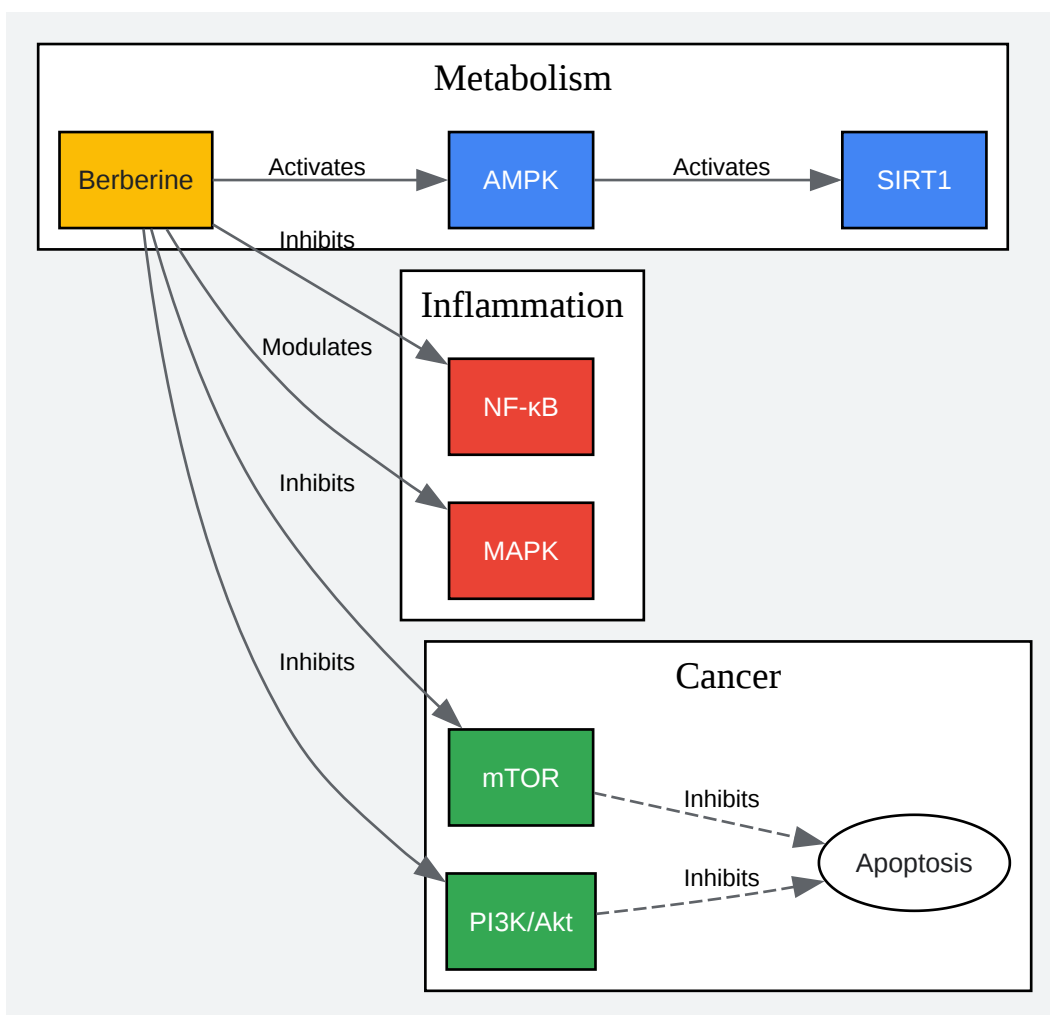 Metabolism
Berberine
Activates
AMPK
Activates
SIRT1
Inhibits
Inflammation
Modulates
NF-κB
Inhibits
MAPK
Inhibits
Cancer
mTOR
Inhibits
Apoptosis
Inhibits
PI3K/Akt